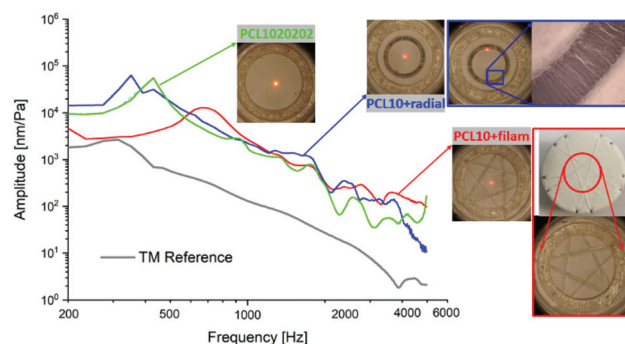 PCL1020202
PCL10+radial
PCL10+filam
Amplitude [nm/Pa]
10⁶
10⁵
10⁴
10³
10²
10¹
10⁰
TM Reference
200
500
1000
2000
4000
6000
Frequency [Hz]